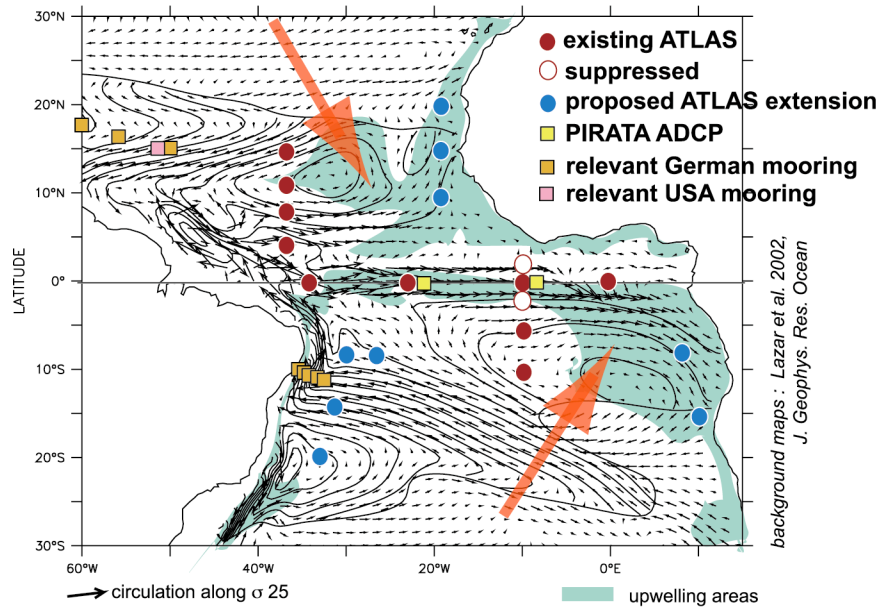 30°N
existing ATLAS
suppressed
20°N
proposed ATLAS extension
PIRATA ADCP
relevant German mooring
10°N
relevant USA mooring
LATITUDE
0°
10°S
20°S
30°S
60°W
40°W
20°W
0°E
background maps : Lazar et al. 2002,
J. Geophys. Res. Ocean
circulation along σ 25
upwelling areas